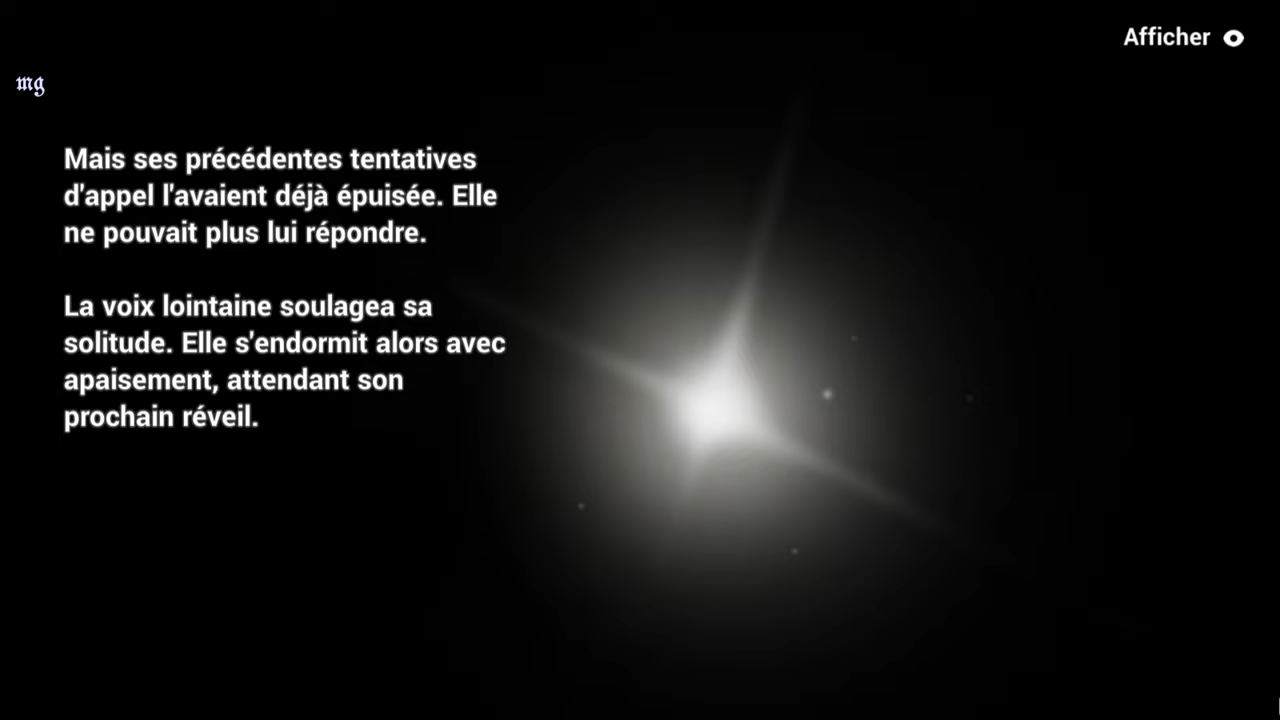 Afficher
𝔪𝔤
Mais ses précédentes tentatives
d'appel l'avaient déjà épuisée. Elle
ne pouvait plus lui répondre.
La voix lointaine soulagea sa
solitude. Elle s'endormit alors avec
apaisement, attendant son
prochain réveil.